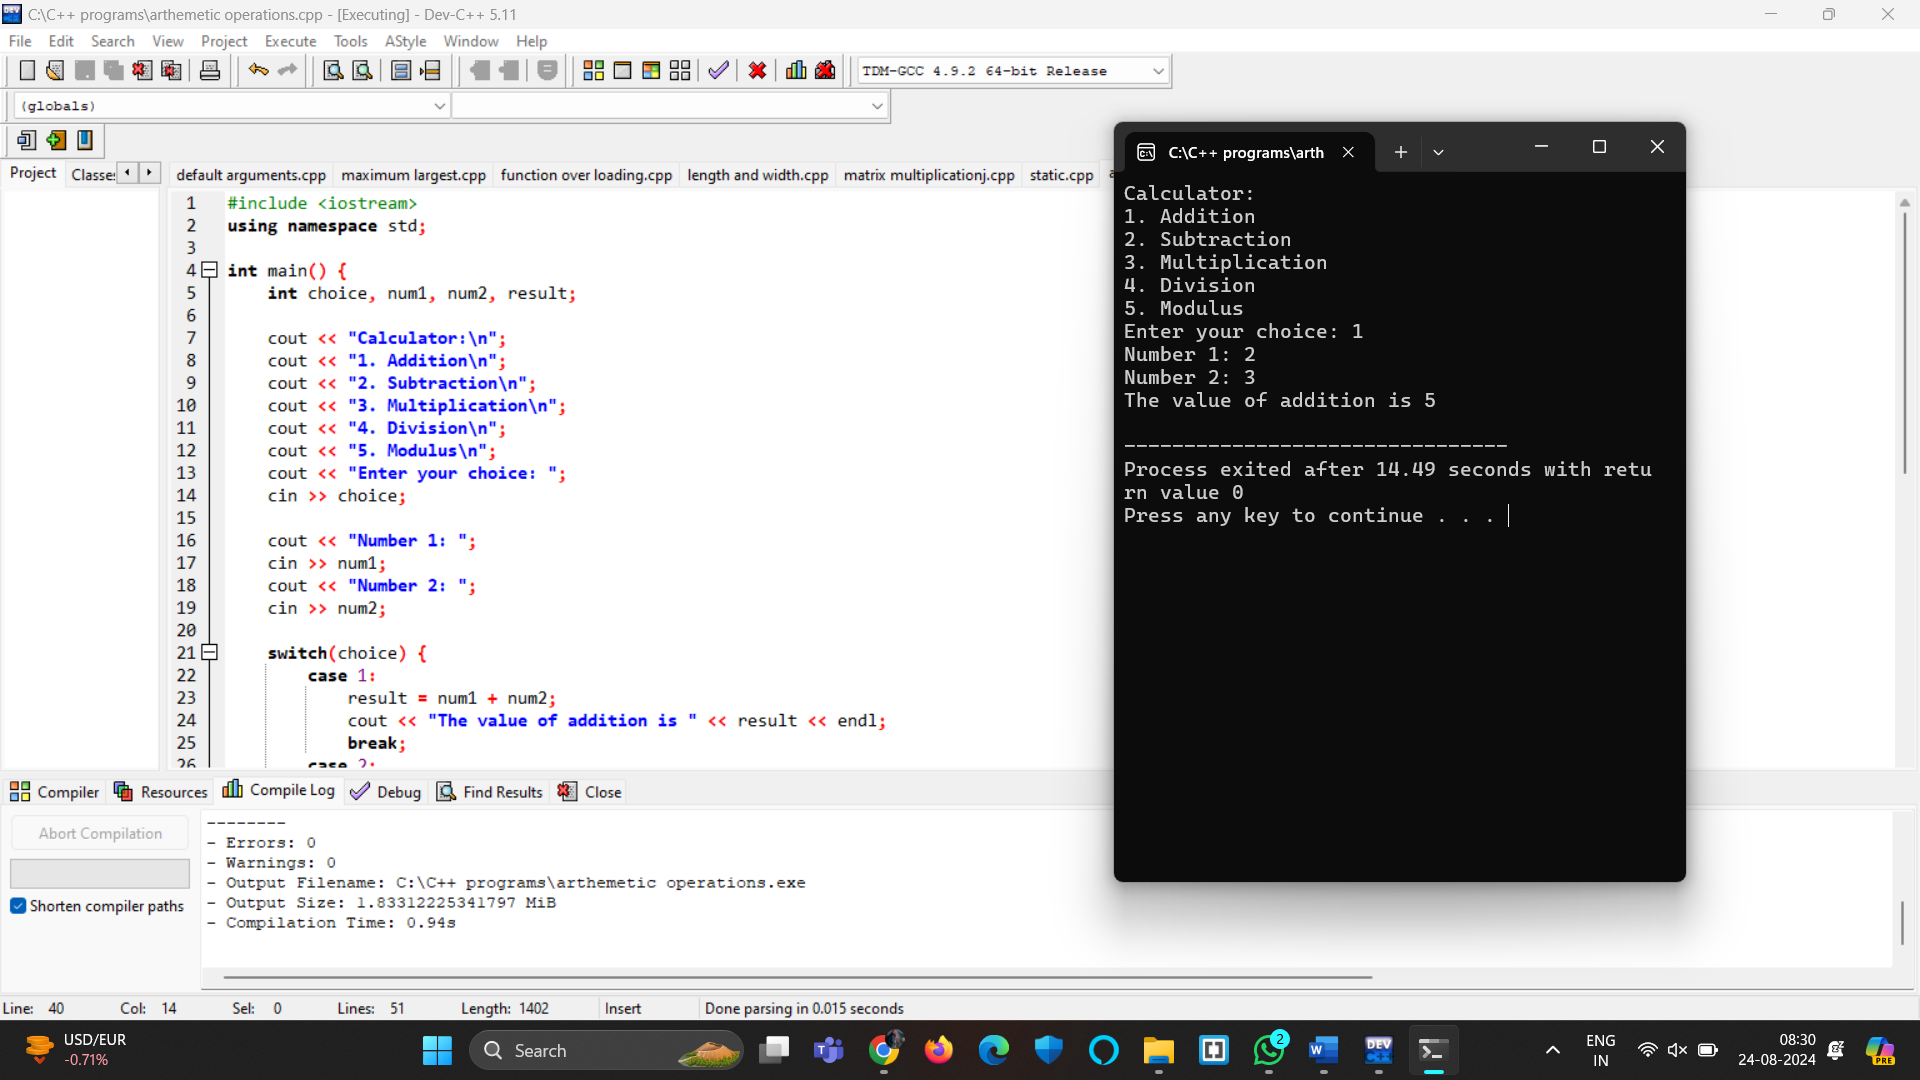 C:\C++ programs\arthemetic operations.cpp - [Executing] - Dev-C++ 5.11
File Edit Search View Project Execute Tools AStyle Window Help
TDM-GCC 4.9.2 64-bit Release
(globals)
Project Classes
default arguments.cpp maximum largest.cpp function over loading.cpp length and width.cpp matrix multiplicationj.cpp static.cpp
1 #include <iostream>
2 using namespace std;
3
4 int main() {
5 int choice, num1, num2, result;
6
7 cout << "Calculator:\n";
8 cout << "1. Addition\n";
9 cout << "2. Subtraction\n";
10 cout << "3. Multiplication\n";
11 cout << "4. Division\n";
12 cout << "5. Modulus\n";
13 cout << "Enter your choice: ";
14 cin >> choice;
15
16 cout << "Number 1: ";
17 cin >> num1;
18 cout << "Number 2: ";
19 cin >> num2;
20
21 switch(choice) {
22 case 1:
23 result = num1 + num2;
24 cout << "The value of addition is " << result << endl;
25 break;
26 case 2:
C:\C++ programs\arth
Calculator:
1. Addition
2. Subtraction
3. Multiplication
4. Division
5. Modulus
Enter your choice: 1
Number 1: 2
Number 2: 3
The value of addition is 5
--------------------------------
Process exited after 14.49 seconds with retu
rn value 0
Press any key to continue . . .
Compiler Resources Compile Log Debug Find Results Close
Abort Compilation
Shorten compiler paths
--------
- Errors: 0
- Warnings: 0
- Output Filename: C:\C++ programs\arthemetic operations.exe
- Output Size: 1.83312225341797 MiB
- Compilation Time: 0.94s
Line: 40 Col: 14 Sel: 0 Lines: 51 Length: 1402 Insert Done parsing in 0.015 seconds
USD/EUR
-0.71%
Search
2
DEV
ENG
IN
08:30
24-08-2024
PRE